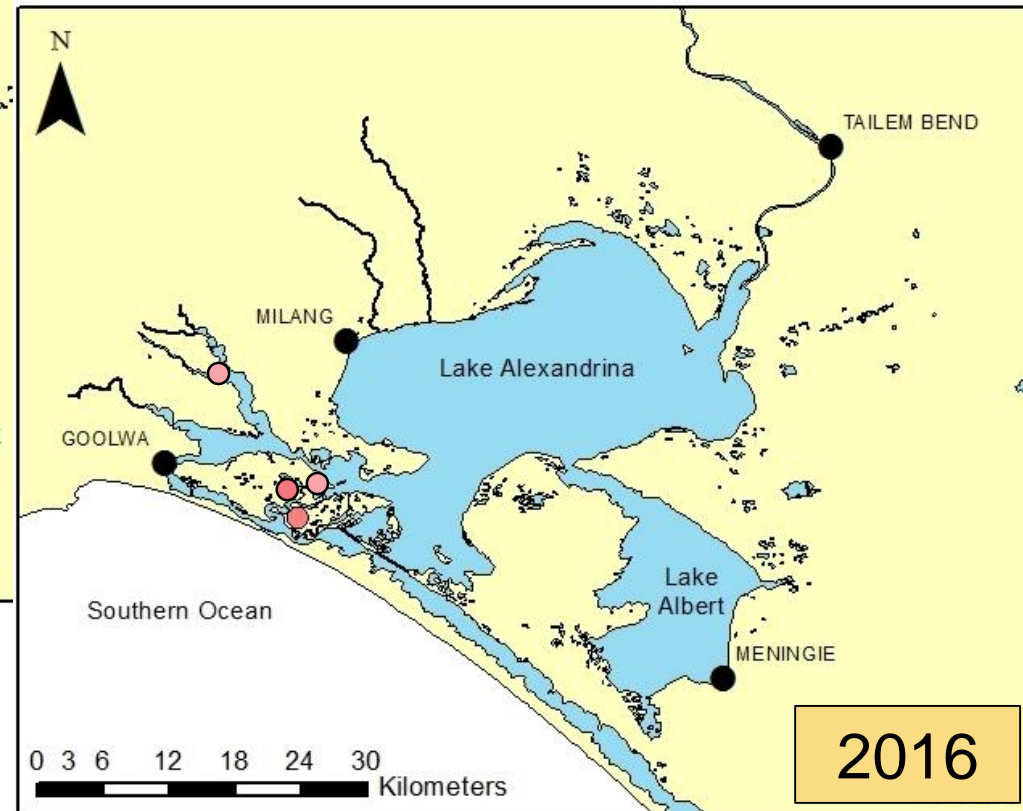 N
TAILEM BEND
MILANG
Lake Alexandrina
GOOLWA
Lake
Albert
Southern Ocean
MENINGIE
0 3 6 12 18 24 30
Kilometers
2016